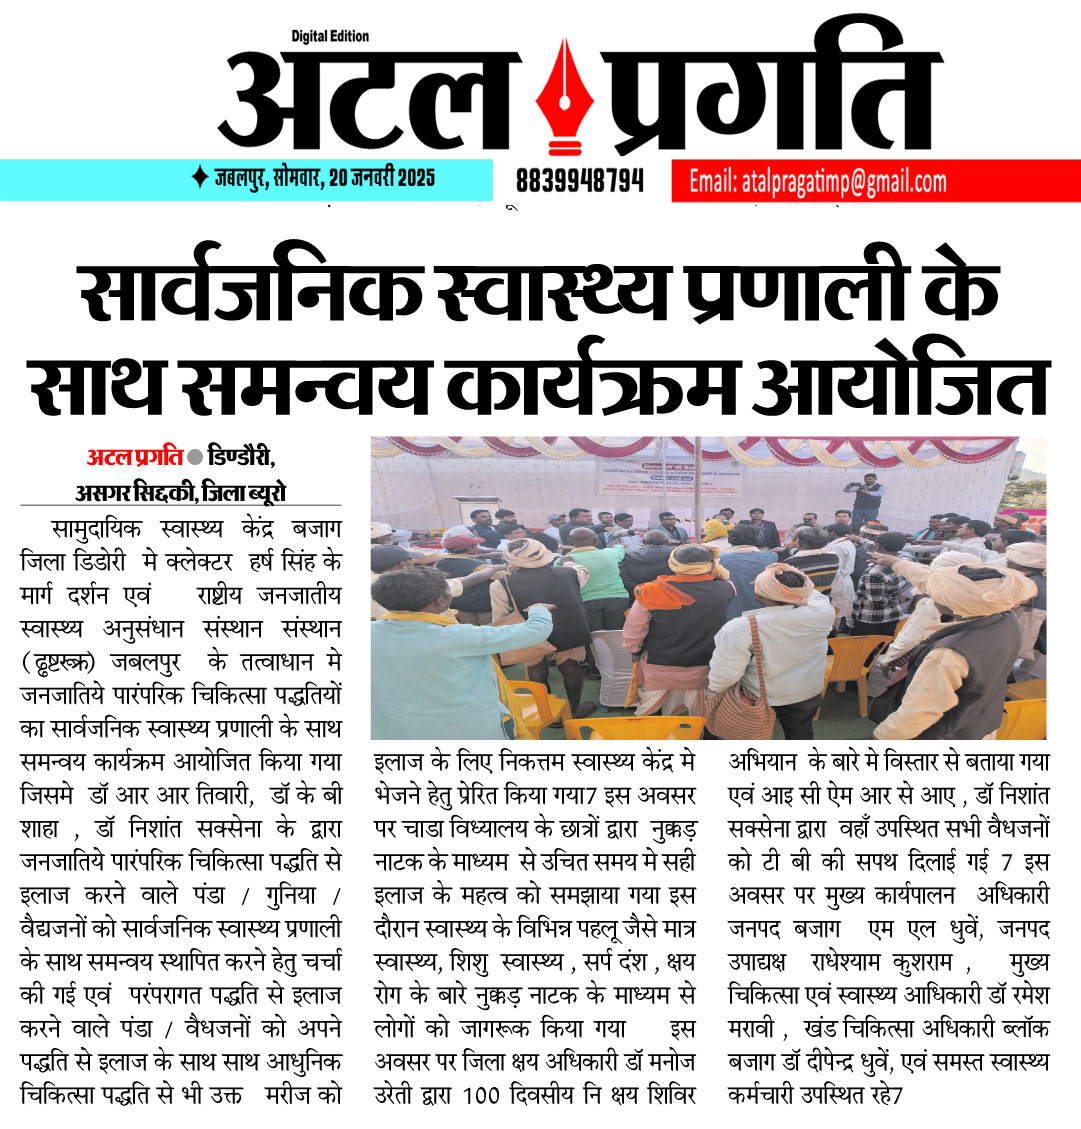 Digital Edition
अटल प्रगति
✦ जबलपुर, सोमवार, 20 जनवरी 2025
8839948794
Email: atalpragatimp@gmail.com
सार्वजनिक स्वास्थ्य प्रणाली के
साथ समन्वय कार्यक्रम आयोजित
अटल प्रगति ● डिण्डौरी,
असगर सिद्दकी, जिला ब्यूरो
सामुदायिक स्वास्थ्य केंद्र बजाग
जिला डिडोरी मे क्लेक्टर हर्ष सिंह के
मार्ग दर्शन एवं राष्ट्रीय जनजातीय
स्वास्थ्य अनुसंधान संस्थान संस्थान
जबलपुर के तत्वाधान मे
जनजातिये पारंपरिक चिकित्सा पद्धतियों
का सार्वजनिक स्वास्थ्य प्रणाली के साथ
समन्वय कार्यक्रम आयोजित किया गया
जिसमे डॉ आर आर तिवारी, डॉ के बी
शाहा , डॉ निशांत सक्सेना के द्वारा
जनजातिये पारंपरिक चिकित्सा पद्धति से
इलाज करने वाले पंडा / गुनिया /
वैद्यजनों को सार्वजनिक स्वास्थ्य प्रणाली
के साथ समन्वय स्थापित करने हेतु चर्चा
की गई एवं परंपरागत पद्धति से इलाज
करने वाले पंडा / वैधजनों को अपने
पद्धति से इलाज के साथ साथ आधुनिक
चिकित्सा पद्धति से भी उक्त मरीज को
इलाज के लिए निकत्तम स्वास्थ्य केंद्र मे
भेजने हेतु प्रेरित किया गया7 इस अवसर
पर चाडा विध्यालय के छात्रों द्वारा नुक्कड़
नाटक के माध्यम से उचित समय मे सही
इलाज के महत्व को समझाया गया इस
दौरान स्वास्थ्य के विभिन्न पहलू जैसे मात्र
स्वास्थ्य, शिशु स्वास्थ्य , सर्प दंश , क्षय
रोग के बारे नुक्कड़ नाटक के माध्यम से
लोगों को जागरूक किया गया इस
अवसर पर जिला क्षय अधिकारी डॉ मनोज
उरेती द्वारा 100 दिवसीय नि क्षय शिविर
अभियान के बारे मे विस्तार से बताया गया
एवं आइ सी ऐम आर से आए , डॉ निशांत
सक्सेना द्वारा वहाँ उपस्थित सभी वैधजनों
को टी बी की सपथ दिलाई गई 7 इस
अवसर पर मुख्य कार्यपालन अधिकारी
जनपद बजाग एम एल धुवें, जनपद
उपाद्यक्ष राधेश्याम कुशराम , मुख्य
चिकित्सा एवं स्वास्थ्य आधिकारी डॉ रमेश
मरावी , खंड चिकित्सा अधिकारी ब्लॉक
बजाग डॉ दीपेन्द्र धुवें, एवं समस्त स्वास्थ्य
कर्मचारी उपस्थित रहे7